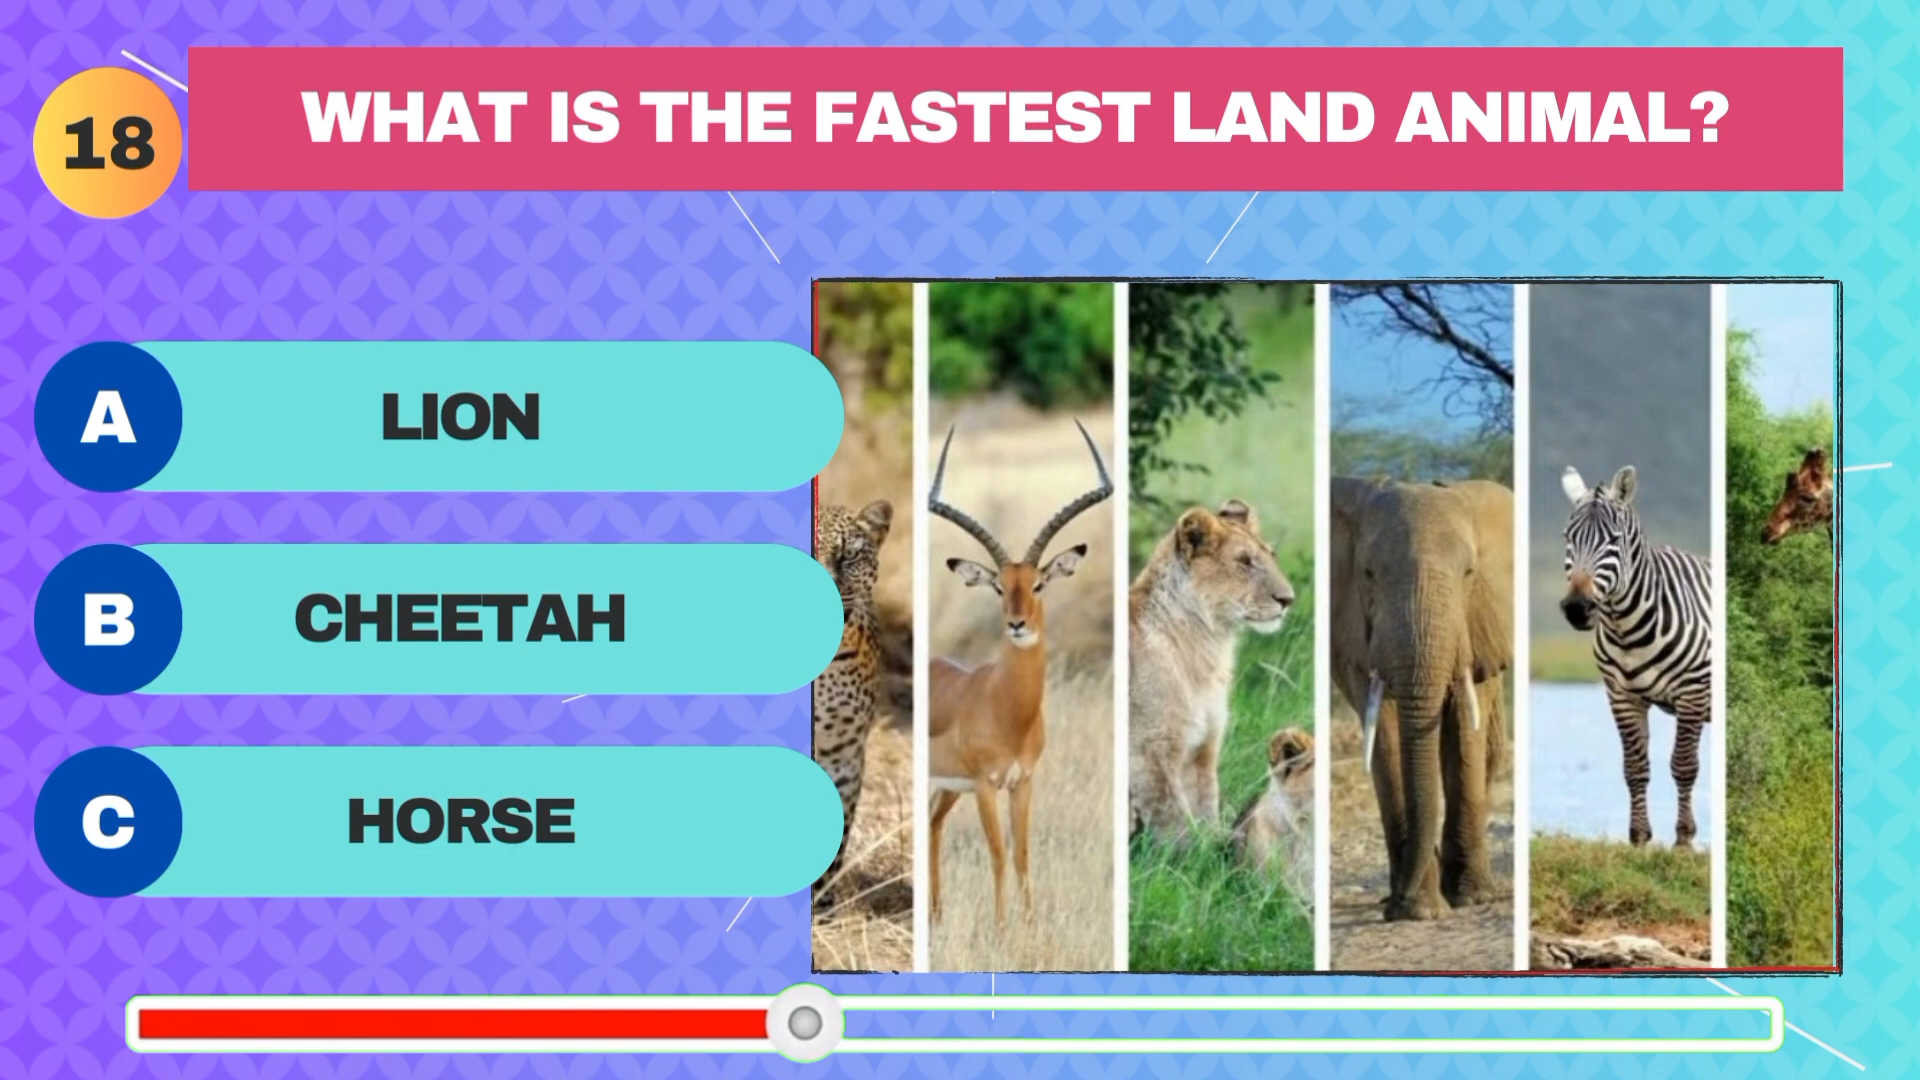 18
WHAT IS THE FASTEST LAND ANIMAL?
A
LION
B
CHEETAH
C
HORSE